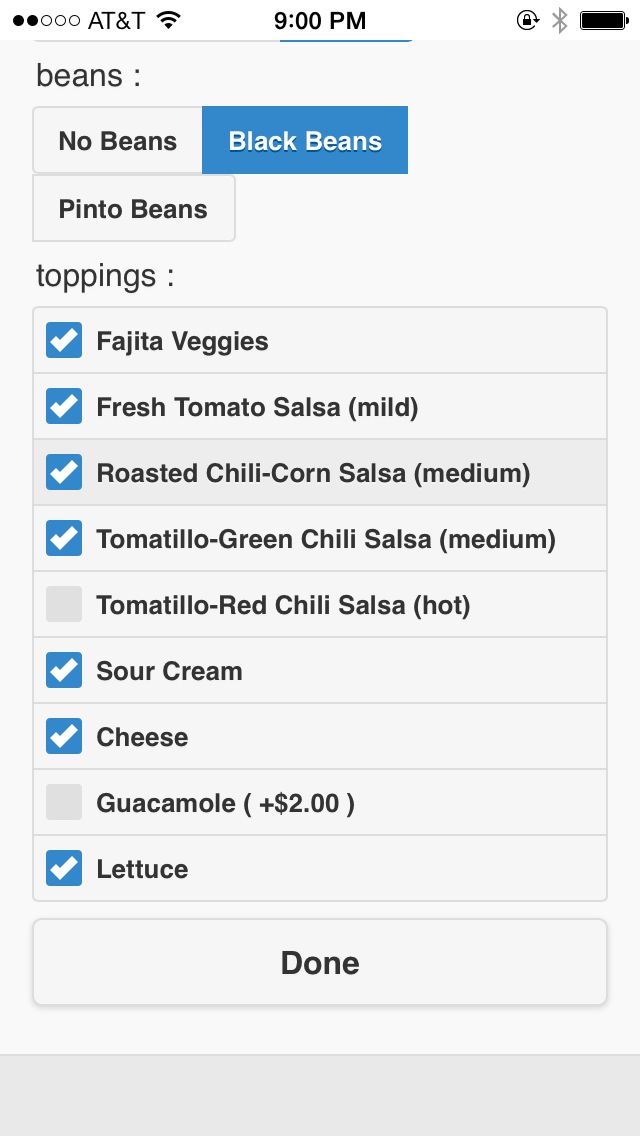 AT&T 9:00 PM
beans :
No Beans Black Beans
Pinto Beans
toppings :
Fajita Veggies
Fresh Tomato Salsa (mild)
Roasted Chili-Corn Salsa (medium)
Tomatillo-Green Chili Salsa (medium)
Tomatillo-Red Chili Salsa (hot)
Sour Cream
Cheese
Guacamole ( +$2.00 )
Lettuce
Done